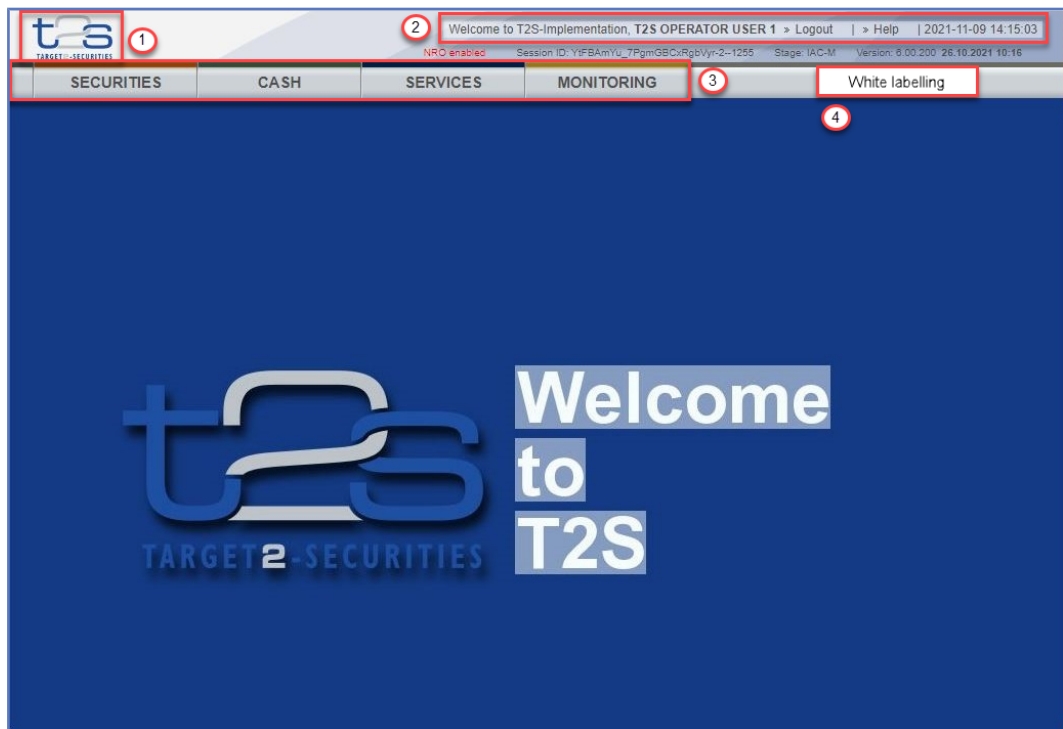 t2s
TARGET2-SECURITIES
1
2
Welcome to T2S-Implementation, T2S OPERATOR USER 1 » Logout | » Help | 2021-11-09 14:15:03
NRO enabled Session ID: YtFBAmYu_7PgmGBCxRgbVyr-2--1255 Stage: IAC-M Version: 6.00.200 26.10.2021 10:16
SECURITIES CASH SERVICES MONITORING
3
White labelling
4
t2s
TARGET2-SECURITIES
Welcome
to
T2S